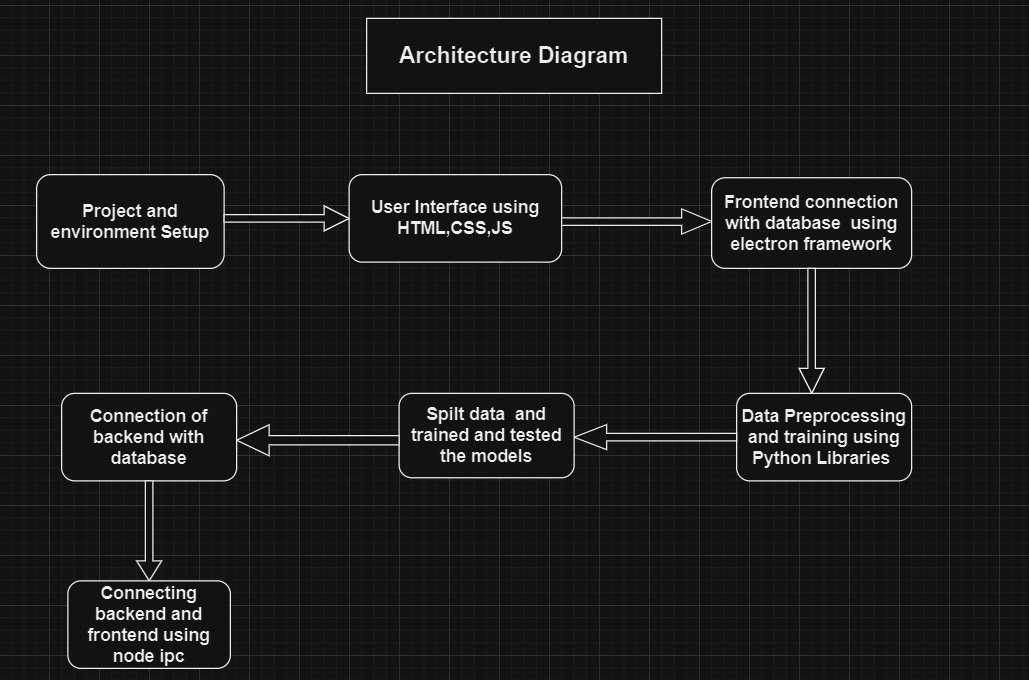 Architecture Diagram
Project and
environment Setup
User Interface using
HTML,CSS,JS
Frontend connection
with database  using
electron framework
Data Preprocessing
and training using
Python Libraries
Spilt data  and
trained and tested
the models
Connection of
backend with
database
Connecting
backend and
frontend using
node ipc